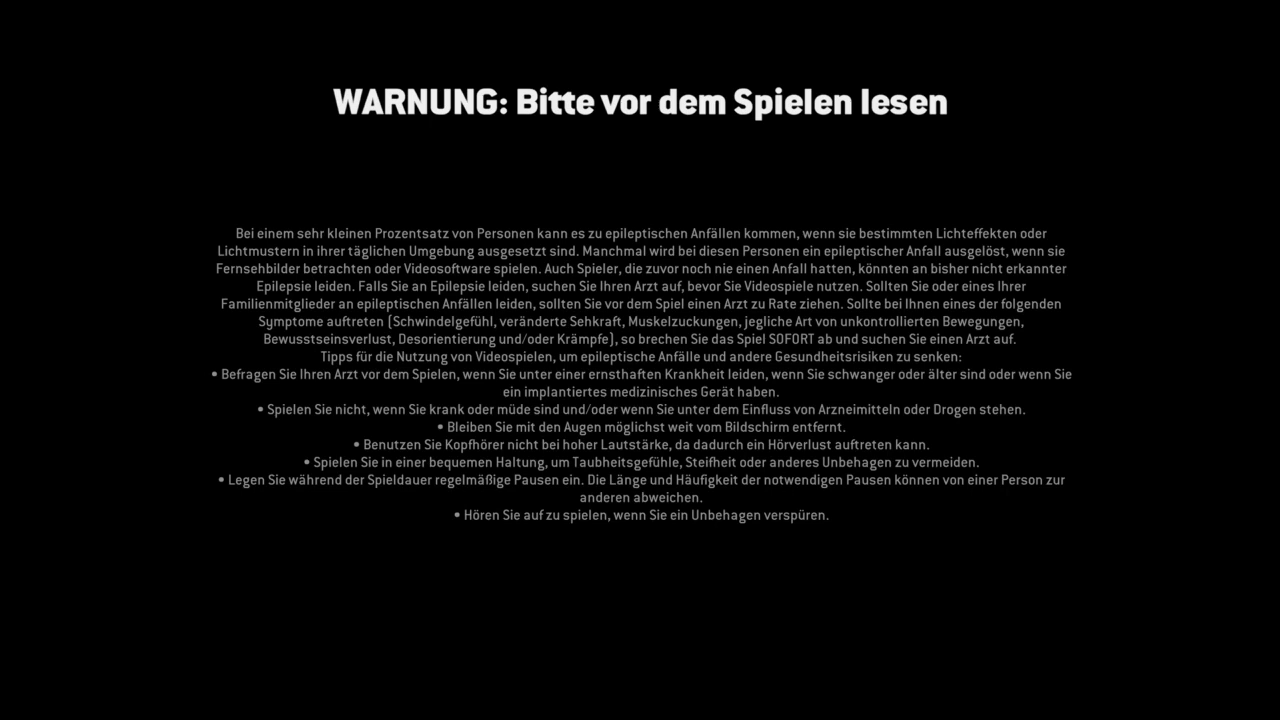 WARNUNG: Bitte vor dem Spielen lesen
Bei einem sehr kleinen Prozentsatz von Personen kann es zu epileptischen Anfällen kommen, wenn sie bestimmten Lichteffekten oder
Lichtmustern in ihrer täglichen Umgebung ausgesetzt sind. Manchmal wird bei diesen Personen ein epileptischer Anfall ausgelöst, wenn sie
Fernsehbilder betrachten oder Videosoftware spielen. Auch Spieler, die zuvor noch nie einen Anfall hatten, könnten an bisher nicht erkannter
Epilepsie leiden. Falls Sie an Epilepsie leiden, suchen Sie Ihren Arzt auf, bevor Sie Videospiele nutzen. Sollten Sie oder eines Ihrer
Familienmitglieder an epileptischen Anfällen leiden, sollten Sie vor dem Spiel einen Arzt zu Rate ziehen. Sollte bei Ihnen eines der folgenden
Symptome auftreten (Schwindelgefühl, veränderte Sehkraft, Muskelzuckungen, jegliche Art von unkontrollierten Bewegungen,
Bewusstseinsverlust, Desorientierung und/oder Krämpfe), so brechen Sie das Spiel SOFORT ab und suchen Sie einen Arzt auf.
Tipps für die Nutzung von Videospielen, um epileptische Anfälle und andere Gesundheitsrisiken zu senken:
• Befragen Sie Ihren Arzt vor dem Spielen, wenn Sie unter einer ernsthaften Krankheit leiden, wenn Sie schwanger oder älter sind oder wenn Sie
ein implantiertes medizinisches Gerät haben.
• Spielen Sie nicht, wenn Sie krank oder müde sind und/oder wenn Sie unter dem Einfluss von Arzneimitteln oder Drogen stehen.
• Bleiben Sie mit den Augen möglichst weit vom Bildschirm entfernt.
• Benutzen Sie Kopfhörer nicht bei hoher Lautstärke, da dadurch ein Hörverlust auftreten kann.
• Spielen Sie in einer bequemen Haltung, um Taubheitsgefühle, Steifheit oder anderes Unbehagen zu vermeiden.
• Legen Sie während der Spieldauer regelmäßige Pausen ein. Die Länge und Häufigkeit der notwendigen Pausen können von einer Person zur
anderen abweichen.
• Hören Sie auf zu spielen, wenn Sie ein Unbehagen verspüren.